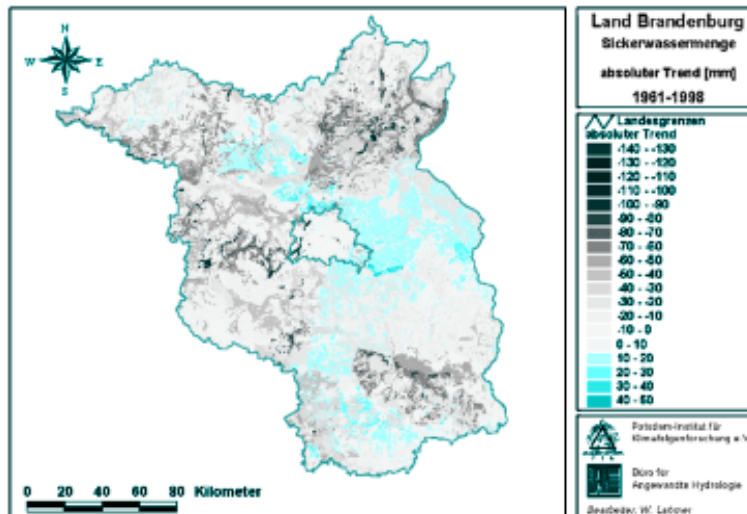 N
W E
S
0 20 40 60 80 Kilometer
Land Brandenburg
Sickerwassermenge
absoluter Trend [mm]
1961-1998
Landesgrenzen
absoluter Trend
-140 - -130
-130 - -120
-120 - -110
-110 - -100
-100 - -90
-90 - -80
-80 - -70
-70 - -60
-60 - -50
-50 - -40
-40 - -30
-30 - -20
-20 - -10
-10 - 0
0 - 10
10 - 20
20 - 30
30 - 40
40 - 50
Potsdam-Institut für
Klimafolgenforschung e.V.
P I K
Büro für
Angewandte Hydrologie
Bearbeiter: W. Lahmer